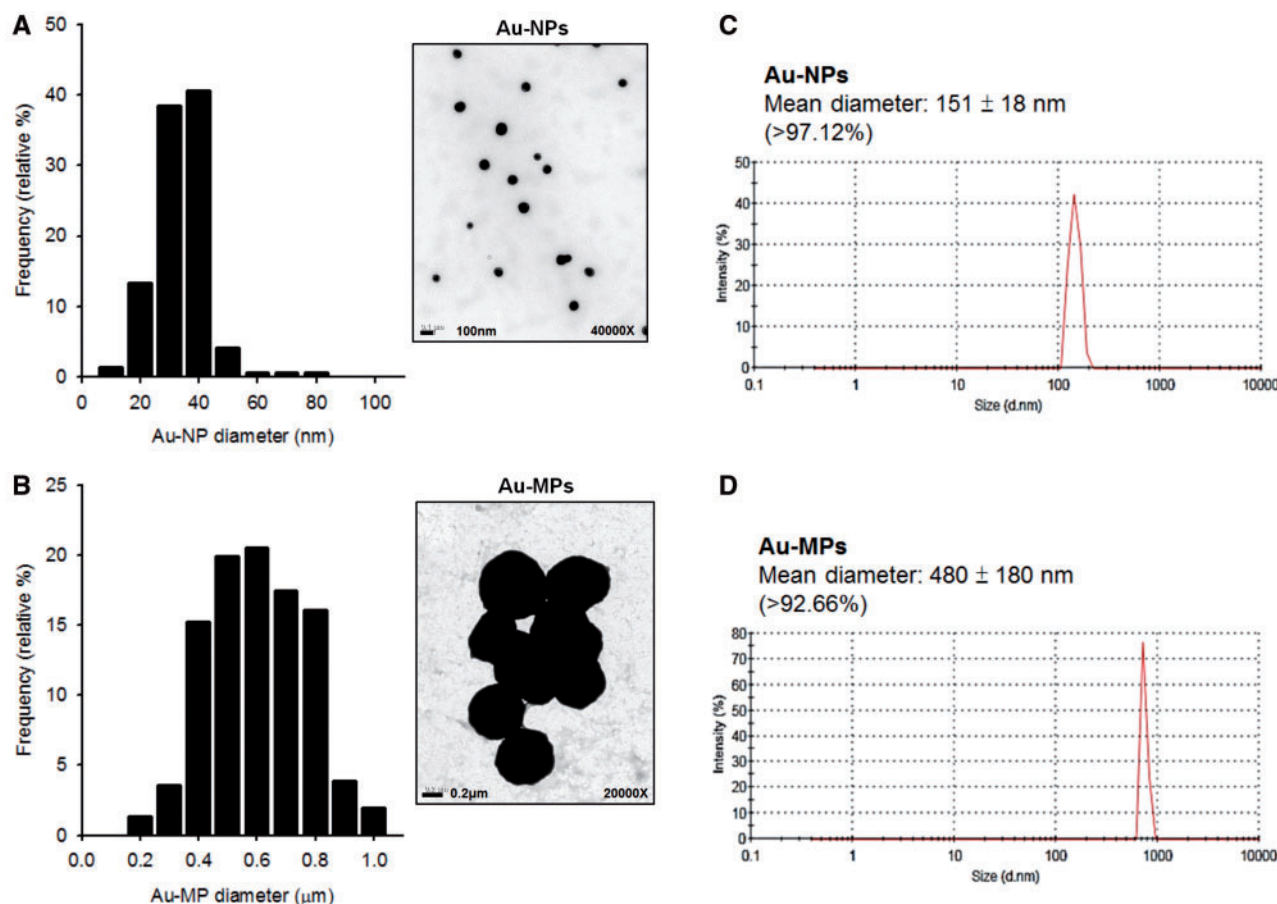 A
Au-NPs
50
40
30
20
10
0
Frequency (relative %)
0 20 40 60 80 100
Au-NP diameter (nm)
100nm
40000X
B
Au-MPs
25
20
15
10
5
0
Frequency (relative %)
0.0 0.2 0.4 0.6 0.8 1.0
Au-MP diameter (μm)
0.2μm
20000X
C
Au-NPs
Mean diameter: 151 ± 18 nm
(>97.12%)
50
40
30
20
10
0
Intensity (%)
0.1 1 10 100 1000 10000
Size (d.nm)
D
Au-MPs
Mean diameter: 480 ± 180 nm
(>92.66%)
80
70
60
50
40
30
20
10
0
Intensity (%)
0.1 1 10 100 1000 10000
Size (d.nm)